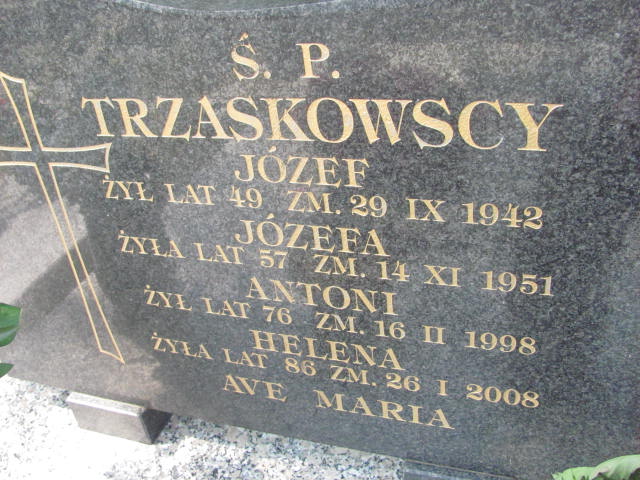 Ś. P.
TRZASKOWSCY
JÓZEF
ŻYŁ LAT 49 ZM. 29 IX 1942
JÓZEFA
ŻYŁA LAT 57 ZM. 14 XI 1951
ANTONI
ŻYŁ LAT 76 ZM. 16 II 1998
HELENA
ŻYŁA LAT 86 ZM. 26 I 2008
AVE MARIA